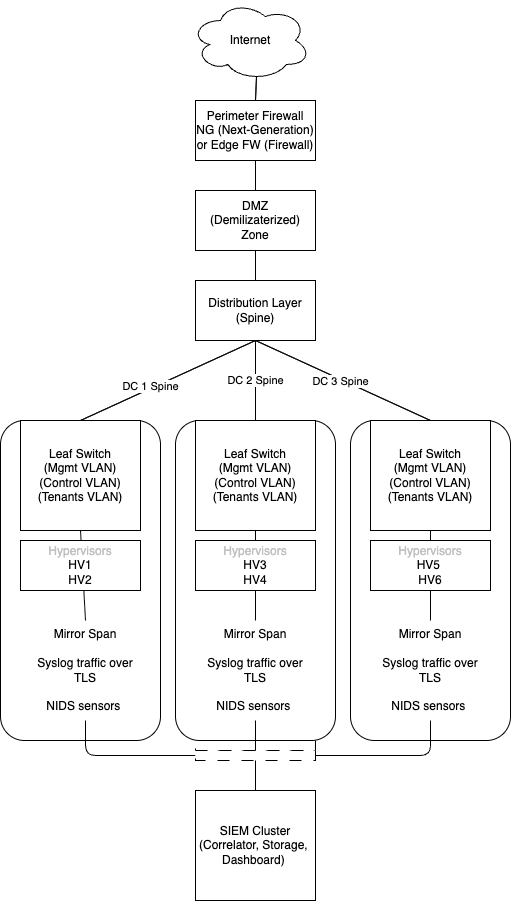 Internet
Perimeter Firewall
NG (Next-Generation)
or Edge FW (Firewall)
DMZ
(Demilizaterized)
Zone
Distribution Layer
(Spine)
DC 1 Spine
DC 2 Spine
DC 3 Spine
Leaf Switch
(Mgmt VLAN)
(Control VLAN)
(Tenants VLAN)
Hypervisors
HV1
HV2
Mirror Span
Syslog traffic over
TLS
NIDS sensors
Leaf Switch
(Mgmt VLAN)
(Control VLAN)
(Tenants VLAN)
Hypervisors
HV3
HV4
Mirror Span
Syslog traffic over
TLS
NIDS sensors
Leaf Switch
(Mgmt VLAN)
(Control VLAN)
(Tenants VLAN)
Hypervisors
HV5
HV6
Mirror Span
Syslog traffic over
TLS
NIDS sensors
SIEM Cluster
(Correlator, Storage,
Dashboard)